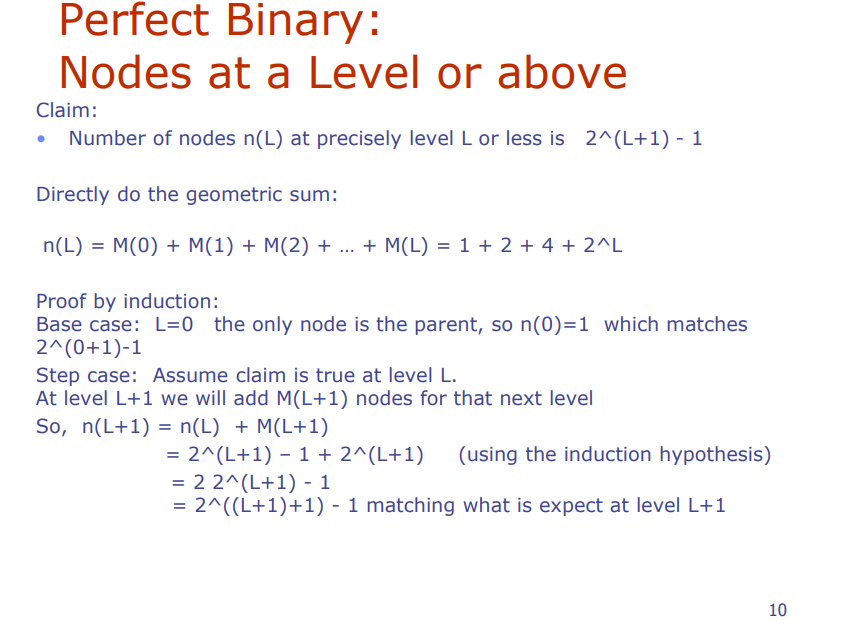 Perfect Binary:
Nodes at a Level or above
Claim:
• Number of nodes n(L) at precisely level L or less is 2^(L+1) - 1
Directly do the geometric sum:
n(L) = M(0) + M(1) + M(2) + … + M(L) = 1 + 2 + 4 + 2^L
Proof by induction:
Base case: L=0 the only node is the parent, so n(0)=1 which matches
2^(0+1)-1
Step case: Assume claim is true at level L.
At level L+1 we will add M(L+1) nodes for that next level
So, n(L+1) = n(L) + M(L+1)
= 2^(L+1) – 1 + 2^(L+1) (using the induction hypothesis)
= 2 2^(L+1) - 1
= 2^((L+1)+1) - 1 matching what is expect at level L+1
10